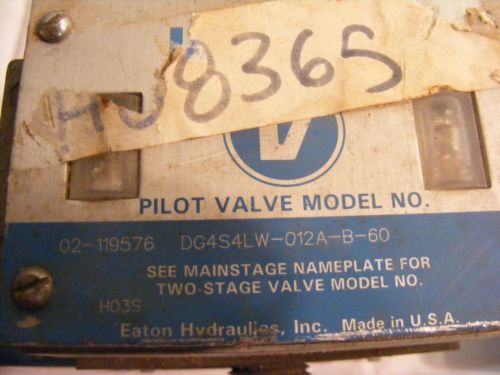 HV8365
V
PILOT VALVE MODEL NO.
02-119576 DG4S4LW-012A-B-60
SEE MAINSTAGE NAMEPLATE FOR
TWO-STAGE VALVE MODEL NO.
H03S
Eaton Hydraulics, Inc. Made in U.S.A.